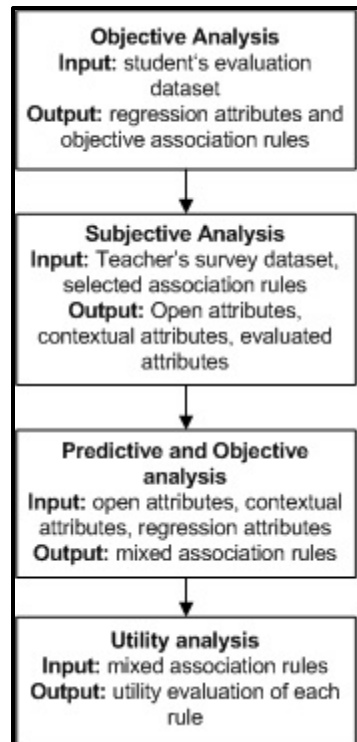 Objective Analysis
Input: student's evaluation
dataset
Output: regression attributes and
objective association rules
Subjective Analysis
Input: Teacher's survey dataset,
selected association rules
Output: Open attributes,
contextual attributes, evaluated
attributes
Predictive and Objective
analysis
Input: open attributes, contextual
attributes, regression attributes
Output: mixed association rules
Utility analysis
Input: mixed association rules
Output: utility evaluation of each
rule